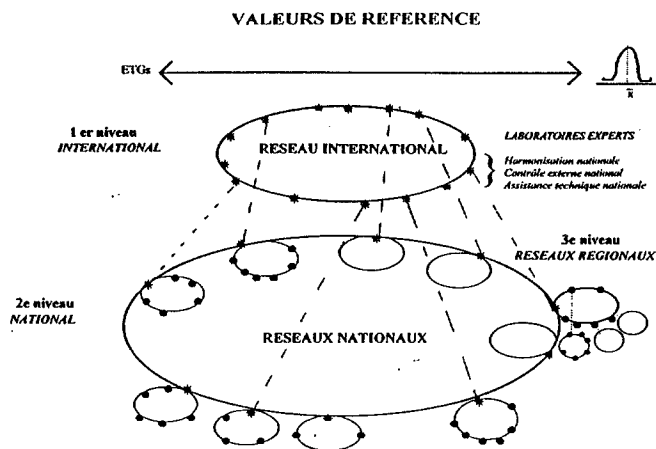 VALEURS DE REFERENCE
ETGs
x̄
1 er niveau
INTERNATIONAL
RESEAU INTERNATIONAL
LABORATOIRES EXPERTS
Harmonisation nationale
Contrôle externe national
Assistance technique nationale
3e niveau
RESEAUX REGIONAUX
2e niveau
NATIONAL
RESEAUX NATIONAUX